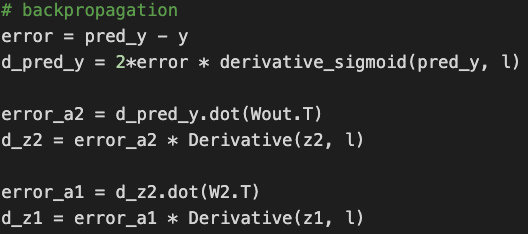 # backpropagation
error = pred_y - y
d_pred_y = 2*error * derivative_sigmoid(pred_y, l)
error_a2 = d_pred_y.dot(Wout.T)
d_z2 = error_a2 * Derivative(z2, l)
error_a1 = d_z2.dot(W2.T)
d_z1 = error_a1 * Derivative(z1, l)